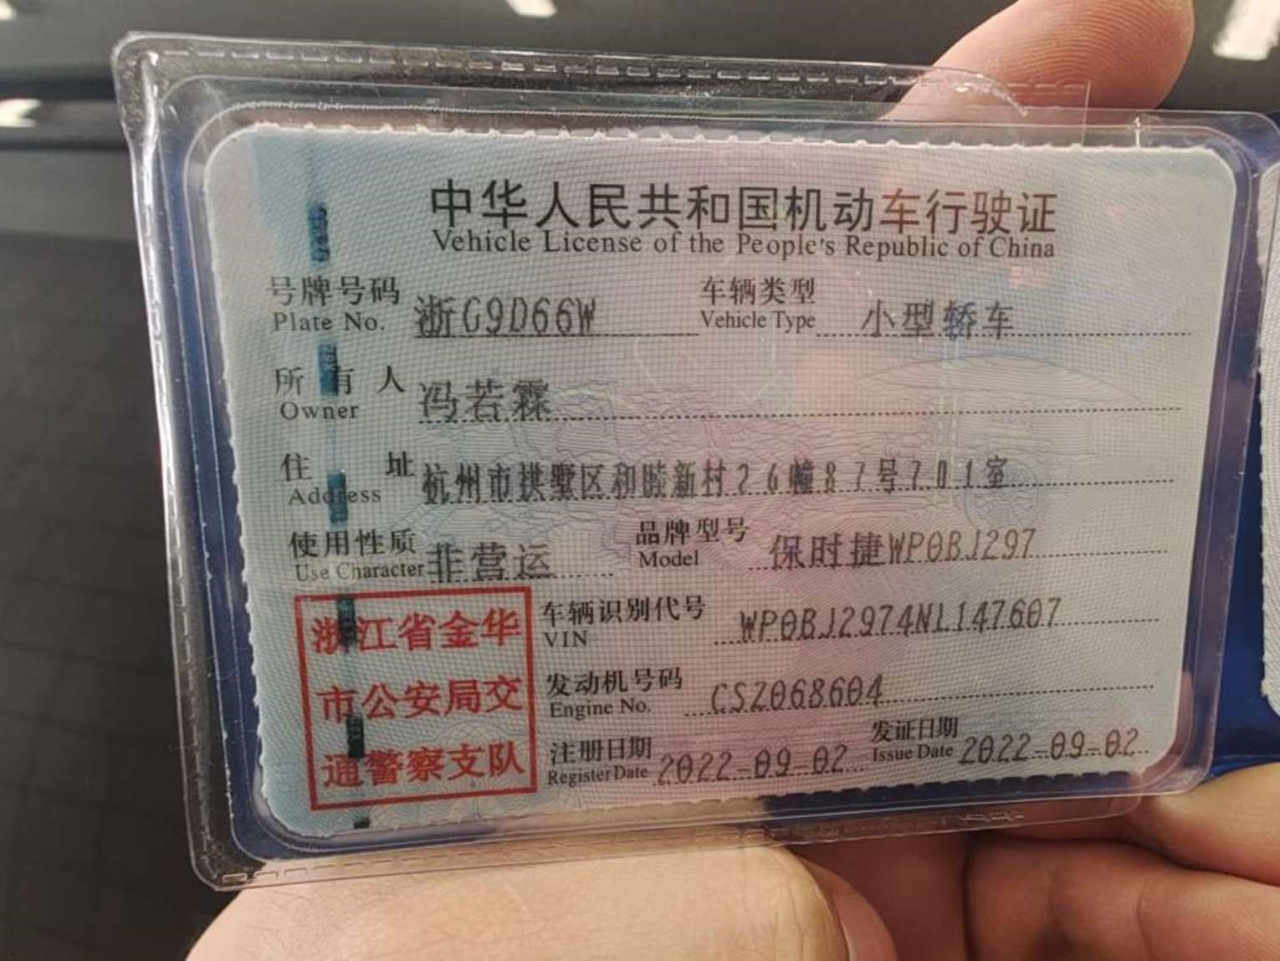 中华人民共和国机动车行驶证
Vehicle License of the People's Republic of China
号牌号码 浙G9D66W 车辆类型 小型轿车
Plate No. Vehicle Type
所有人 冯若霖
Owner
住址 杭州市拱墅区和睦新村26幢87号701室
Address
使用性质 非营运 品牌型号 保时捷WP0BJ297
Use Character Model
浙江省金华
市公安局交
通警察支队
车辆识别代号 WP0BJ2974NL147607
VIN
发动机号码 CSZ068604
Engine No.
注册日期 2022-09-02 发证日期 2022-09-02
Register Date Issue Date